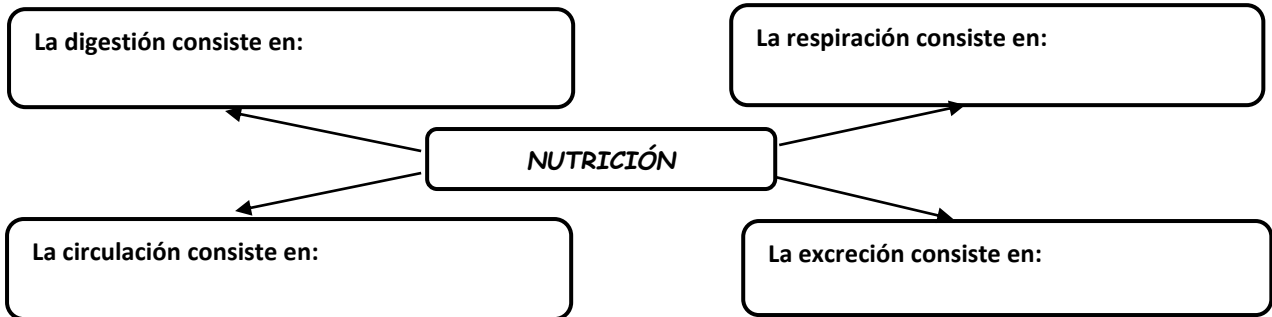 La digestión consiste en:
La respiración consiste en:
NUTRICIÓN
La circulación consiste en:
La excreción consiste en: